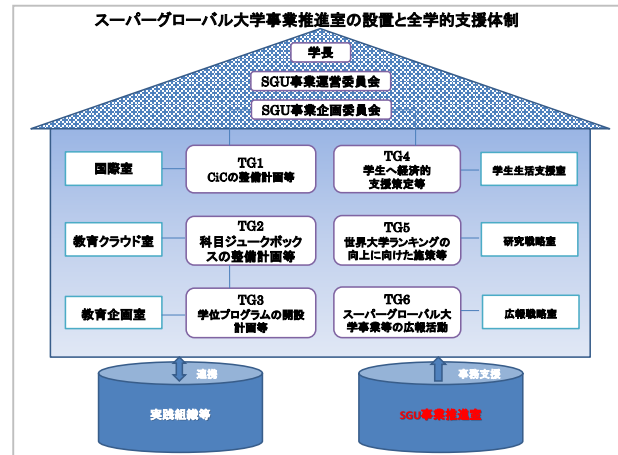 スーパーグローバル大学事業推進室の設置と全学的支援体制
学長
SGU事業運営委員会
SGU事業企画委員会
国際室
TG1
CiCの整備計画等
TG4
学生へ経済的
支援策定等
学生生活支援室
教育クラウド室
TG2
科目ジュークボック
スの整備計画等
TG5
世界大学ランキングの
向上に向けた施策等
研究戦略室
教育企画室
TG3
学位プログラムの開設
計画等
TG6
スーパーグローバル大
学事業等の広報活動
広報戦略室
連携
事務支援
実践組織等
SGU事業推進室